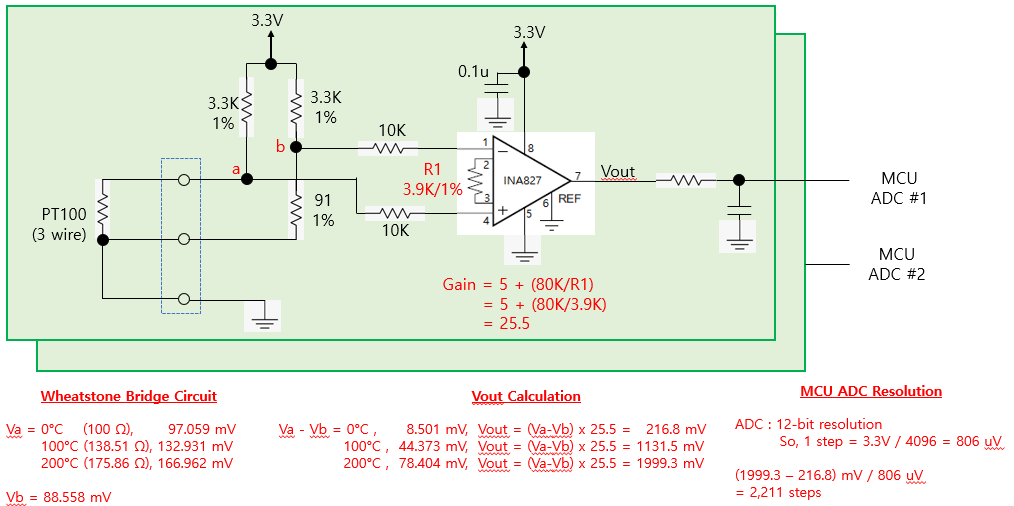 3.3V
3.3V
0.1u
3.3K
1%
3.3K
1%
10K
b
a
1
2
3
4
8
7
6
5
R1
3.9K/1%
INA827
REF
Vout
MCU
ADC #1
PT100
(3 wire)
91
1%
10K
MCU
ADC #2
Gain = 5 + (80K/R1)
= 5 + (80K/3.9K)
= 25.5
Wheatstone Bridge Circuit
Va = 0°C (100 Ω), 97.059 mV
100°C (138.51 Ω), 132.931 mV
200°C (175.86 Ω), 166.962 mV
Vb = 88.558 mV
Vout Calculation
Va - Vb = 0°C , 8.501 mV, Vout = (Va-Vb) x 25.5 = 216.8 mV
100°C , 44.373 mV, Vout = (Va-Vb) x 25.5 = 1131.5 mV
200°C , 78.404 mV, Vout = (Va-Vb) x 25.5 = 1999.3 mV
MCU ADC Resolution
ADC : 12-bit resolution
So, 1 step = 3.3V / 4096 = 806 uV
(1999.3 – 216.8) mV / 806 uV
= 2,211 steps